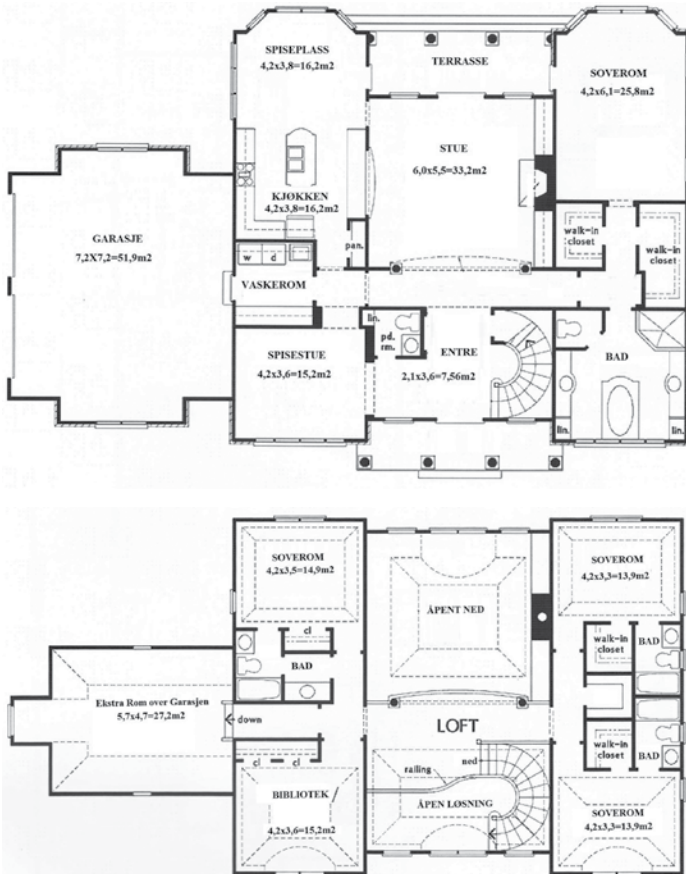 SPISEPLASS
4,2x3,8=16,2m2
TERRASSE
SOVEROM
4,2x6,1=25,8m2
STUE
6,0x5,5=33,2m2
KJØKKEN
4,2x3,8=16,2m2
GARASJE
7,2X7,2=51,9m2
pan.
walk-in
closet
walk-in
closet
w
d
VASKEROM
lin.
pd.
rm.
ENTRE
2,1x3,6=7,56m2
SPISESTUE
4,2x3,6=15,2m2
BAD
lin.
lin.
SOVEROM
4,2x3,5=14,9m2
SOVEROM
4,2x3,3=13,9m2
ÅPENT NED
cl
BAD
walk-in
closet
BAD
Ekstra Rom over Garasjen
5,7x4,7=27,2m2
down
LOFT
cl
cl
railing
ned
walk-in
closet
BAD
BIBLIOTEK
4,2x3,6=15,2m2
ÅPEN LØSNING
SOVEROM
4,2x3,3=13,9m2